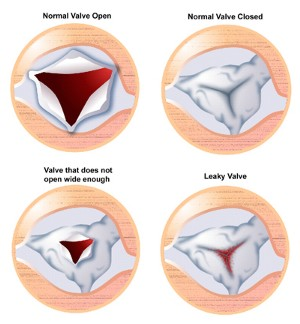 Normal Valve Open
Normal Valve Closed
Valve that does not
open wide enough
Leaky Valve